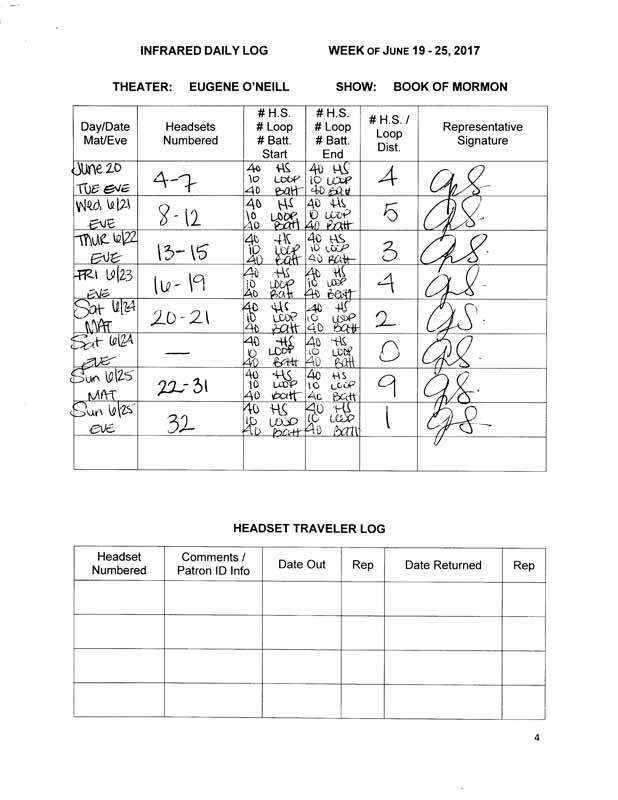 INFRARED DAILY LOG WEEK OF JUNE 19 - 25, 2017
THEATER: EUGENE O'NEILL SHOW: BOOK OF MORMON
Day/Date Mat/Eve | Headsets Numbered | # H.S. # Loop # Batt. Start | # H.S. # Loop # Batt. End | # H.S. / Loop Dist. | Representative Signature
June 20 TUE EVE | 4-7 | 40 HS 10 LOOP 40 Batt | 40 HS 10 LOOP 40 Batt | 4
Wed 6/21 EVE | 8-12 | 40 HS 10 LOOP 40 Batt | 40 HS 10 LOOP 40 Batt | 5
THUR 6/22 EVE | 13-15 | 40 HS 10 LOOP 40 Batt | 40 HS 10 LOOP 40 Batt | 3
FRI 6/23 EVE | 16-19 | 40 HS 10 LOOP 40 Batt | 40 HS 10 LOOP 40 Batt | 4
Sat 6/24 MAT | 20-21 | 40 HS 10 LOOP 40 Batt | 40 HS 10 LOOP 40 Batt | 2
Sat 6/24 EVE | — | 40 HS 10 LOOP 40 Batt | 40 HS 10 LOOP 40 Batt | 0
Sun 6/25 MAT | 22-31 | 40 HS 10 LOOP 40 Batt | 40 HS 10 LOOP 40 Batt | 9
Sun 6/25 EVE | 32 | 40 HS 10 LOOP 40 Batt | 40 HS 10 LOOP 40 Batt | 1
HEADSET TRAVELER LOG
Headset Numbered | Comments / Patron ID Info | Date Out | Rep | Date Returned | Rep
4